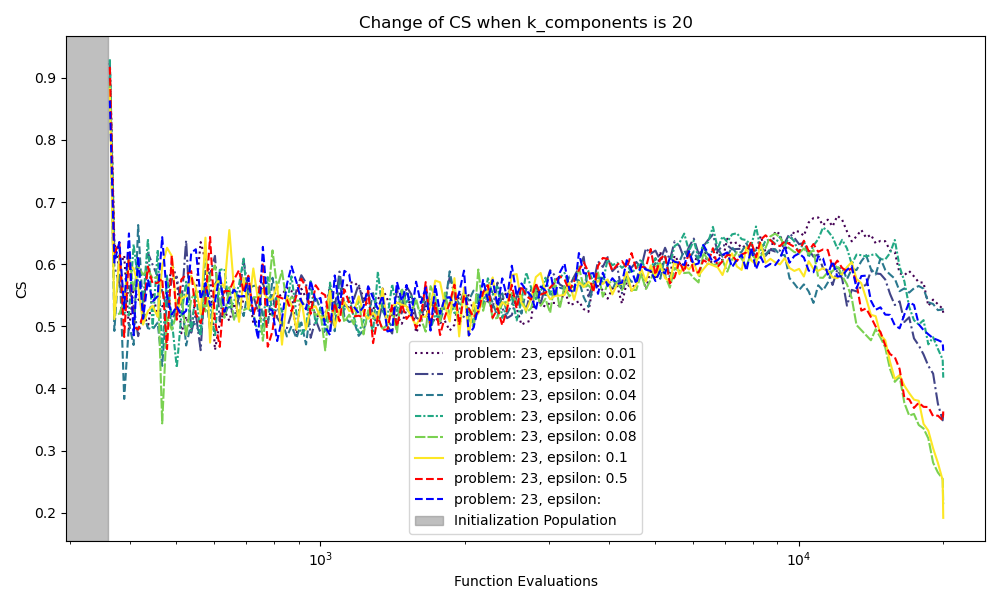 Change of CS when k_components is 20
CS
0.9
0.8
0.7
0.6
0.5
0.4
0.3
0.2
problem: 23, epsilon: 0.01
problem: 23, epsilon: 0.02
problem: 23, epsilon: 0.04
problem: 23, epsilon: 0.06
problem: 23, epsilon: 0.08
problem: 23, epsilon: 0.1
problem: 23, epsilon: 0.5
problem: 23, epsilon:
Initialization Population
10³
10⁴
Function Evaluations